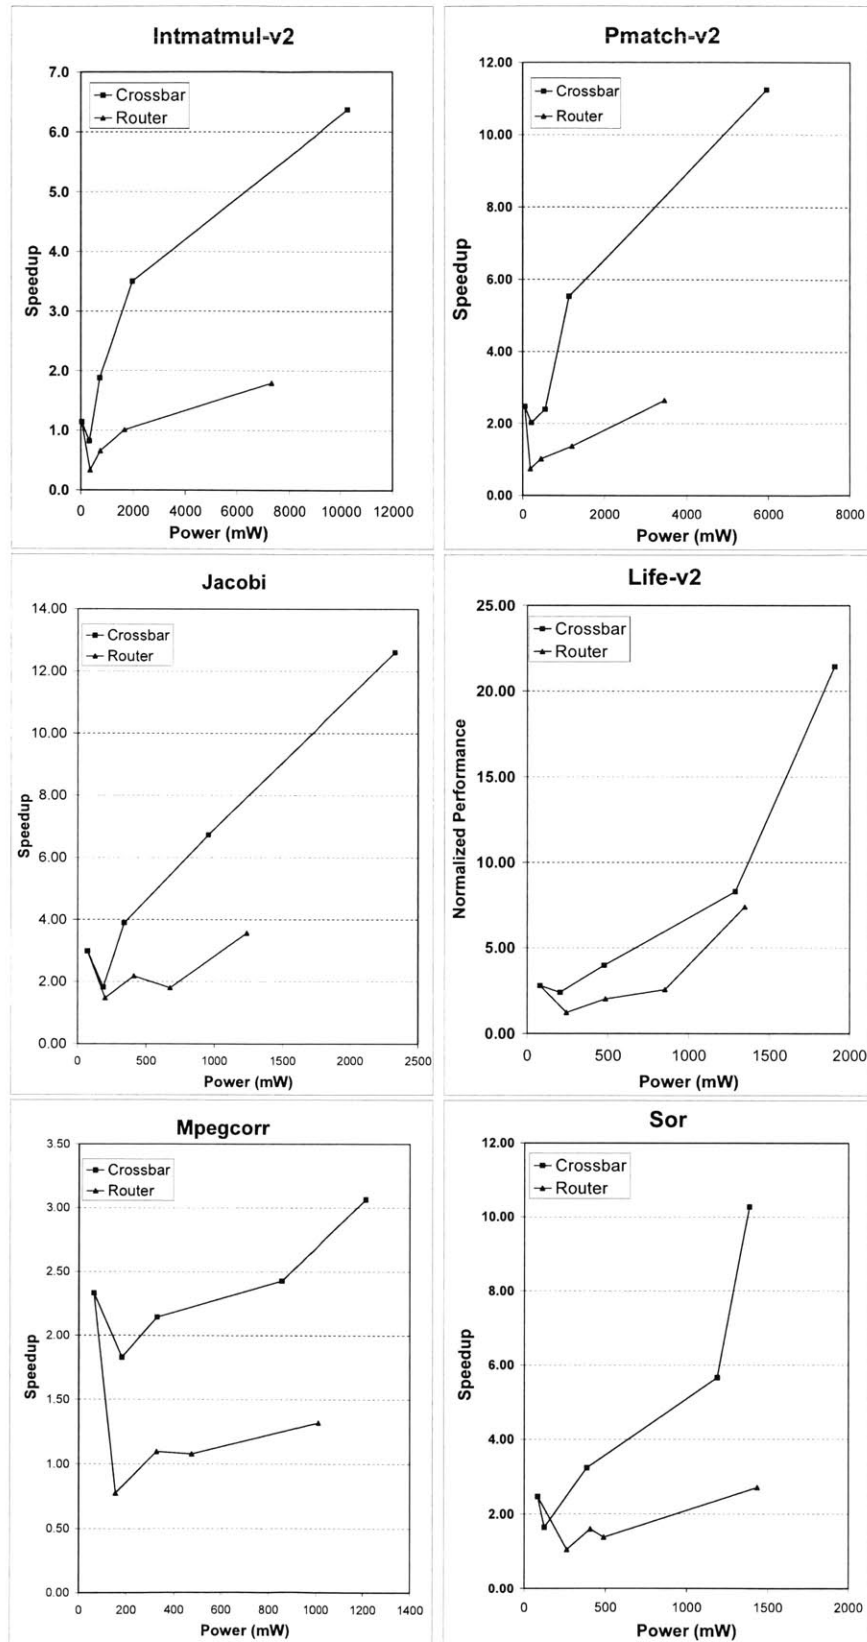 Intmatmul-v2
7.0
6.0
5.0
4.0
3.0
2.0
1.0
0.0
Speedup
Crossbar
Router
0 2000 4000 6000 8000 10000 12000
Power (mW)
Pmatch-v2
12.00
10.00
8.00
6.00
4.00
2.00
0.00
Speedup
Crossbar
Router
0 2000 4000 6000 8000
Power (mW)
Jacobi
14.00
12.00
10.00
8.00
6.00
4.00
2.00
0.00
Speedup
Crossbar
Router
0 500 1000 1500 2000 2500
Power (mW)
Life-v2
25.00
20.00
15.00
10.00
5.00
0.00
Normalized Performance
Crossbar
Router
0 500 1000 1500 2000
Power (mW)
Mpegcorr
3.50
3.00
2.50
2.00
1.50
1.00
0.50
0.00
Speedup
Crossbar
Router
0 200 400 600 800 1000 1200 1400
Power (mW)
Sor
12.00
10.00
8.00
6.00
4.00
2.00
0.00
Speedup
Crossbar
Router
0 500 1000 1500 2000
Power (mW)